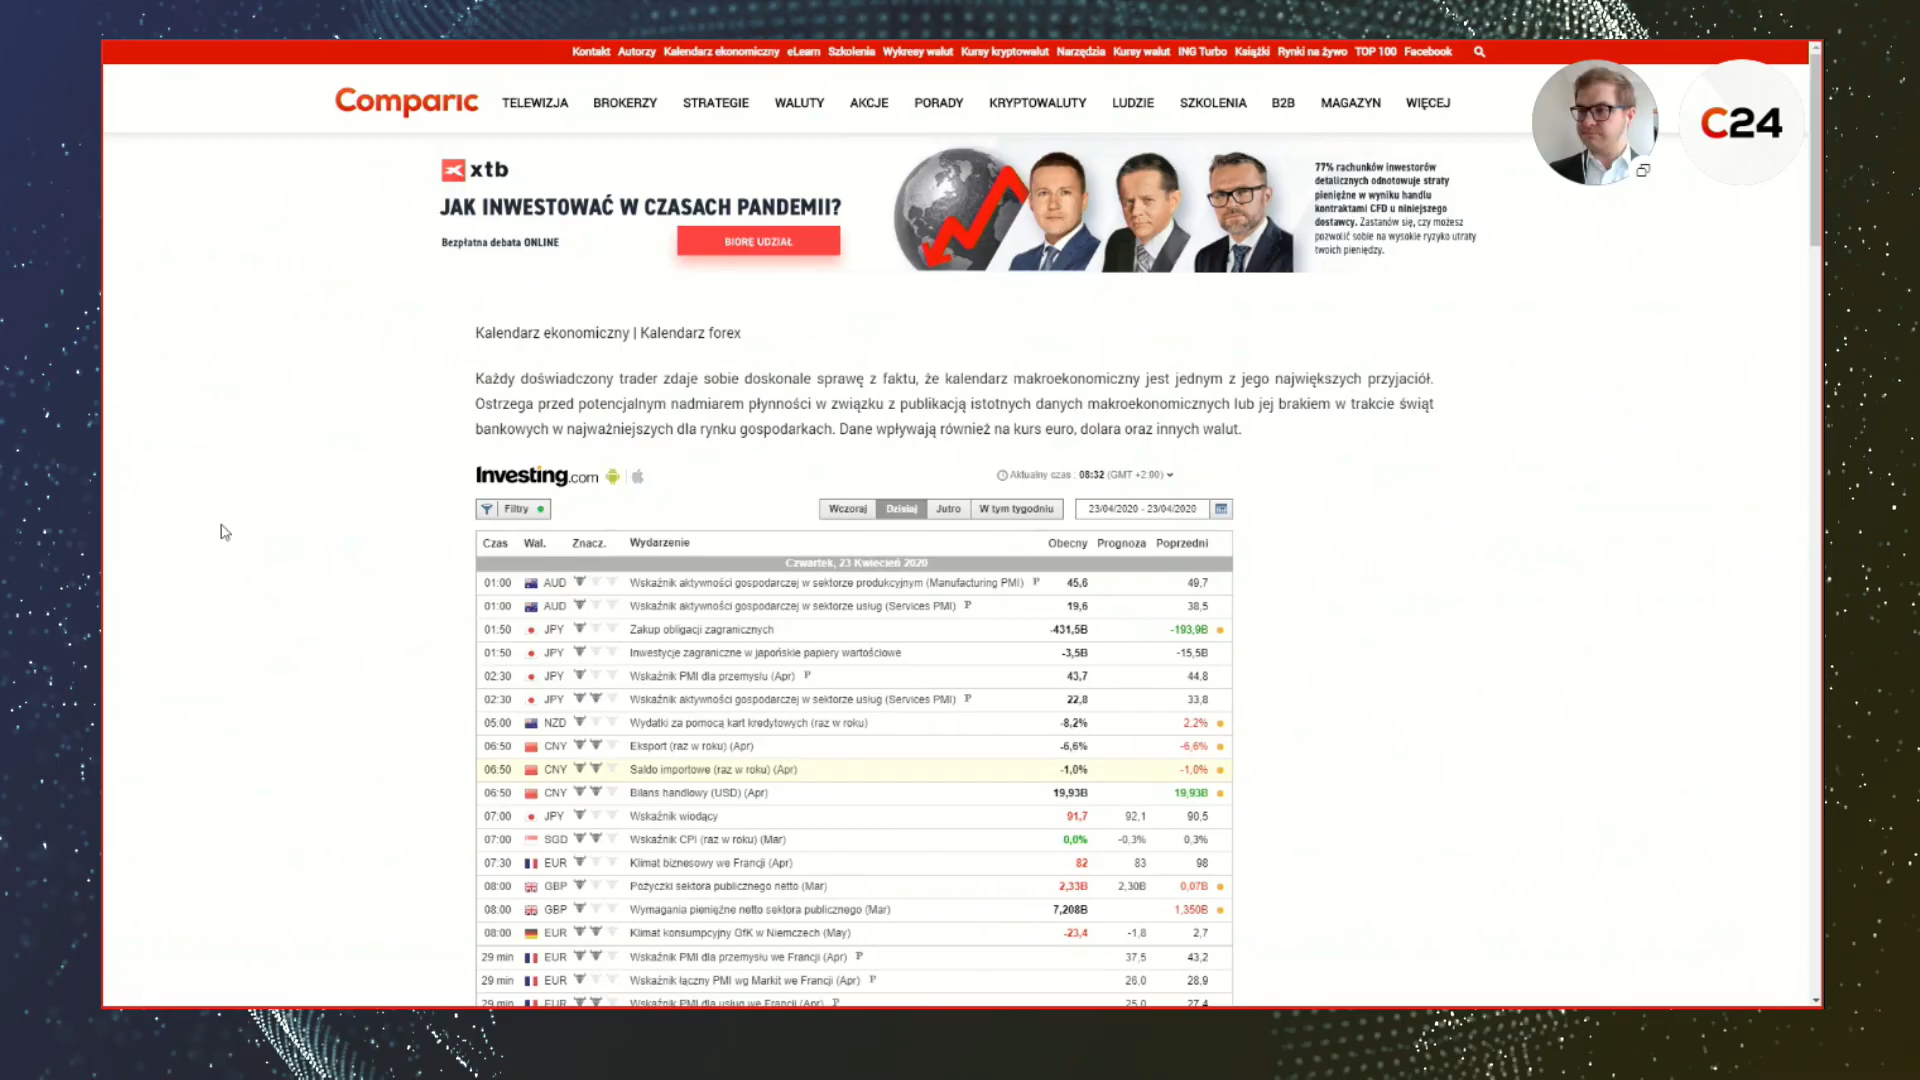 Kontakt Autorzy Kalendarz ekonomiczny eLearn Szkolenia Wykresy walut Kursy kryptowalut Narzędzia Kursy walut ING Turbo Książki Rynki na żywo TOP 100 Facebook
Comparic TELEWIZJA BROKERZY STRATEGIE WALUTY AKCJE PORADY KRYPTOWALUTY LUDZIE SZKOLENIA B2B MAGAZYN WIĘCEJ
C24
xtb
JAK INWESTOWAĆ W CZASACH PANDEMII?
Bezpłatna debata ONLINE
BIORĘ UDZIAŁ
77% rachunków inwestorów
detalicznych odnotowuje straty
pieniężne w wyniku handlu
kontraktami CFD u niniejszego
dostawcy. Zastanów się, czy możesz
pozwolić sobie na wysokie ryzyko utraty
twoich pieniędzy.
Kalendarz ekonomiczny | Kalendarz forex
Każdy doświadczony trader zdaje sobie doskonale sprawę z faktu, że kalendarz makroekonomiczny jest jednym z jego największych przyjaciół.
Ostrzega przed potencjalnym nadmiarem płynności w związku z publikacją istotnych danych makroekonomicznych lub jej brakiem w trakcie świąt
bankowych w najważniejszych dla rynku gospodarkach. Dane wpływają również na kurs euro, dolara oraz innych walut.
Investing.com
Aktualny czas : 08:32 (GMT +2:00)
Filtry
Wczoraj Dzisiaj Jutro W tym tygodniu 23/04/2020 - 23/04/2020
Czas Wal. Znacz. Wydarzenie Obecny Prognoza Poprzedni
Czwartek, 23 Kwiecień 2020
01:00 AUD Wskaźnik aktywności gospodarczej w sektorze produkcyjnym (Manufacturing PMI) P 45,6 49,7
01:00 AUD Wskaźnik aktywności gospodarczej w sektorze usług (Services PMI) P 19,6 38,5
01:50 JPY Zakup obligacji zagranicznych -431,5B -193,9B
01:50 JPY Inwestycje zagraniczne w japońskie papiery wartościowe -3,5B -15,5B
02:30 JPY Wskaźnik PMI dla przemysłu (Apr) P 43,7 44,8
02:30 JPY Wskaźnik aktywności gospodarczej w sektorze usług (Services PMI) P 22,8 33,8
05:00 NZD Wydatki za pomocą kart kredytowych (raz w roku) -8,2% 2,2%
06:50 CNY Eksport (raz w roku) (Apr) -6,6% -6,6%
06:50 CNY Saldo importowe (raz w roku) (Apr) -1,0% -1,0%
06:50 CNY Bilans handlowy (USD) (Apr) 19,93B 19,93B
07:00 JPY Wskaźnik wiodący 91,7 92,1 90,5
07:00 SGD Wskaźnik CPI (raz w roku) (Mar) 0,0% -0,3% 0,3%
07:30 EUR Klimat biznesowy we Francji (Apr) 82 83 98
08:00 GBP Pożyczki sektora publicznego netto (Mar) 2,33B 2,30B 0,07B
08:00 GBP Wymagania pieniężne netto sektora publicznego (Mar) 7,208B 1,350B
08:00 EUR Klimat konsumpcyjny GfK w Niemczech (May) -23,4 -1,8 2,7
29 min EUR Wskaźnik PMI dla przemysłu we Francji (Apr) P 37,5 43,2
29 min EUR Wskaźnik łączny PMI wg Markit we Francji (Apr) P 26,0 28,9
29 min EUR Wskaźnik PMI dla usług we Francji (Apr) P 25,0 27,4